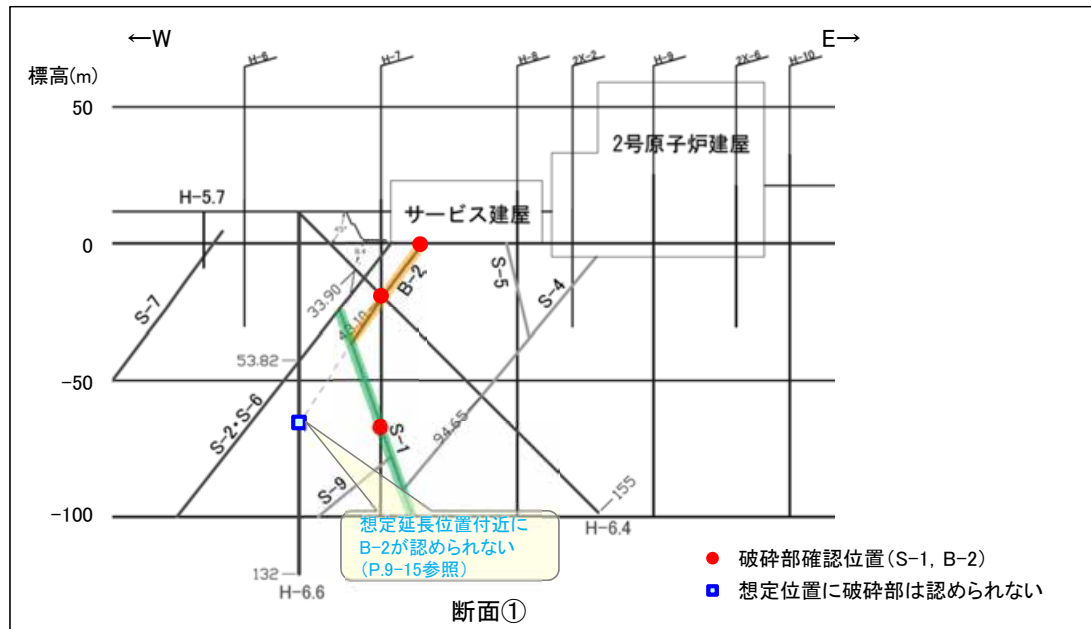 ←W
E→
H-6
H-7
H-8
2X-2
H-9
2X-6
H-10
標高(m)
50
2号原子炉建屋
H-5.7
サービス建屋
0
B-2
S-5
S-4
33.90
48.10
S-7
53.82
-50
S-2・S-6
S-1
94.65
S-9
155
-100
想定延長位置付近に
B-2が認められない
(P.9-15参照)
H-6.4
132
H-6.6
破砕部確認位置(S-1, B-2)
想定位置に破砕部は認められない
断面①